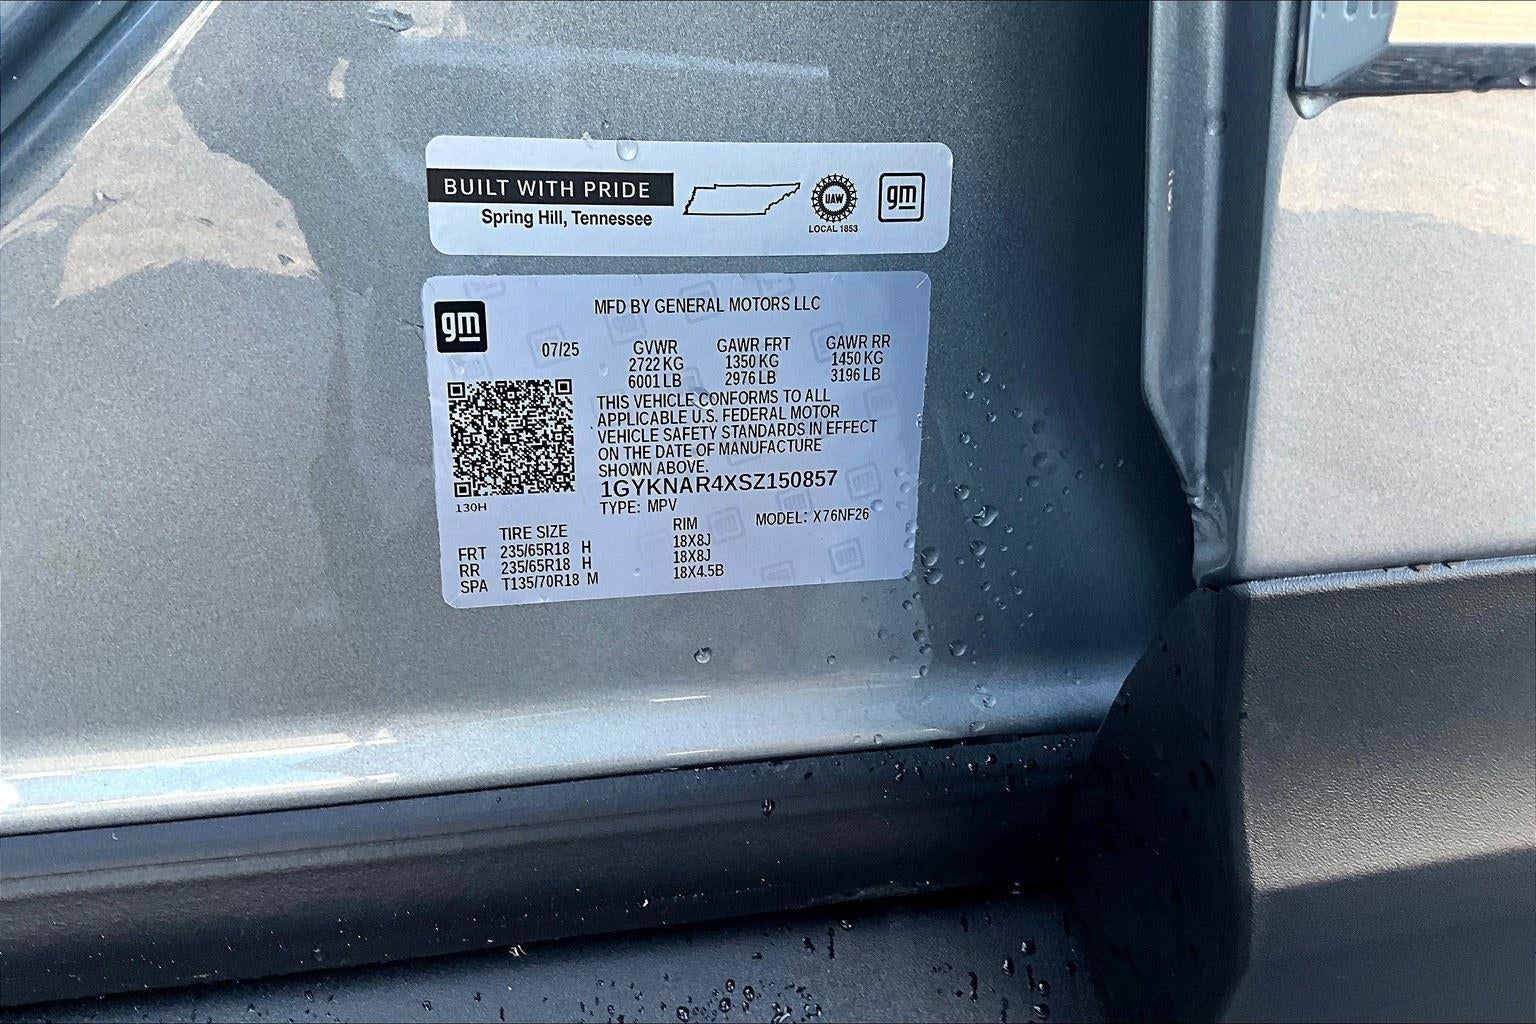 BUILT WITH PRIDE
Spring Hill, Tennessee
UAW
LOCAL 1853
gm
gm
MFD BY GENERAL MOTORS LLC
07/25 GVWR GAWR FRT GAWR RR
2722 KG 1350 KG 1450 KG
6001 LB 2976 LB 3196 LB
THIS VEHICLE CONFORMS TO ALL
APPLICABLE U.S. FEDERAL MOTOR
VEHICLE SAFETY STANDARDS IN EFFECT
ON THE DATE OF MANUFACTURE
SHOWN ABOVE.
1GYKNAR4XSZ150857
130H
TYPE: MPV
MODEL: X76NF26
TIRE SIZE RIM
FRT 235/65R18 H 18X8J
RR 235/65R18 H 18X8J
SPA T135/70R18 M 18X4.5B